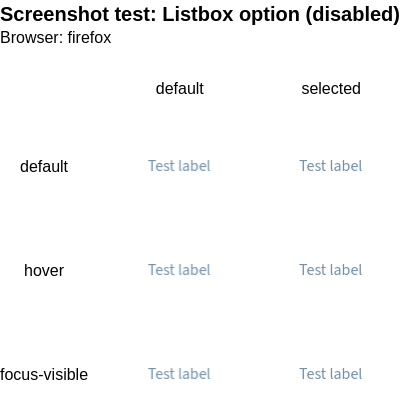 Screenshot test: Listbox option (disabled)
Browser: firefox
default selected
default Test label Test label
hover Test label Test label
focus-visible Test label Test label